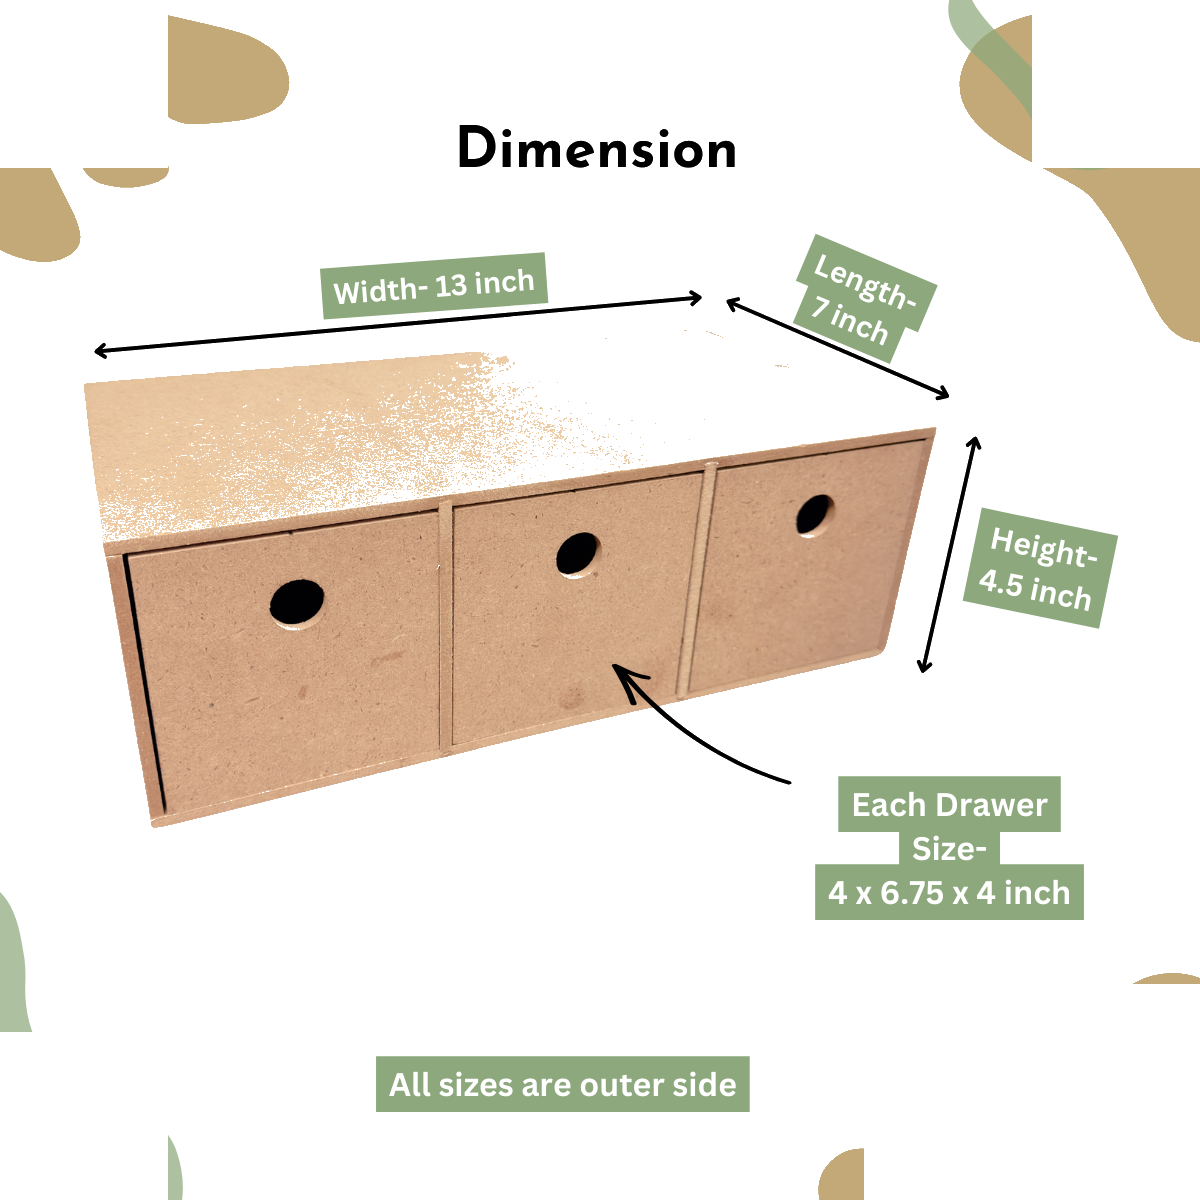 Dimension
Width- 13 inch
Length-
7 inch
Height-
4.5 inch
Each Drawer
Size-
4 x 6.75 x 4 inch
All sizes are outer side